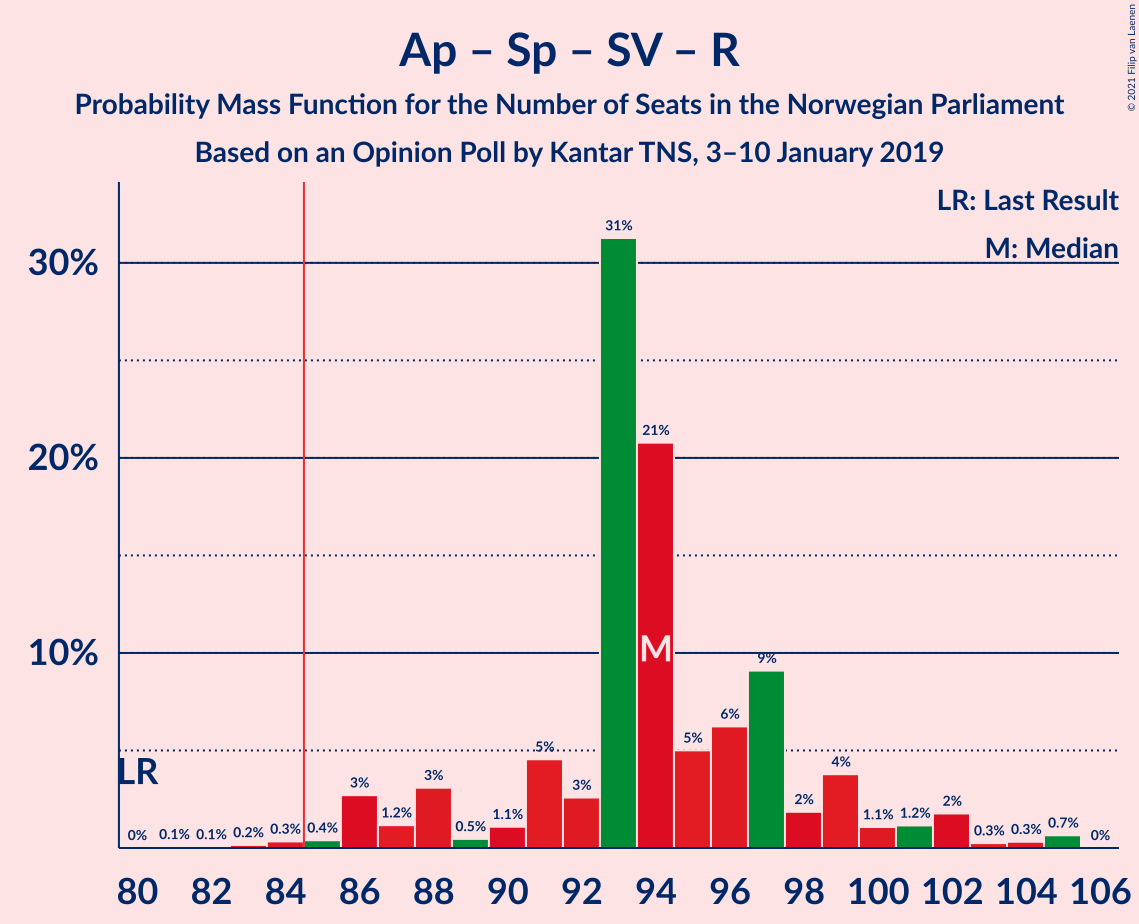 © 2021 Filip van Laenen
Ap – Sp – SV – R
Probability Mass Function for the Number of Seats in the Norwegian Parliament
Based on an Opinion Poll by Kantar TNS, 3–10 January 2019
LR: Last Result
M: Median
30%
20%
10%
LR
M
0% 0.1% 0.1% 0.2% 0.3% 0.4% 3% 1.2% 3% 0.5% 1.1% 5% 3% 31% 21% 5% 6% 9% 2% 4% 1.1% 1.2% 2% 0.3% 0.3% 0.7% 0%
80 82 84 86 88 90 92 94 96 98 100 102 104 106